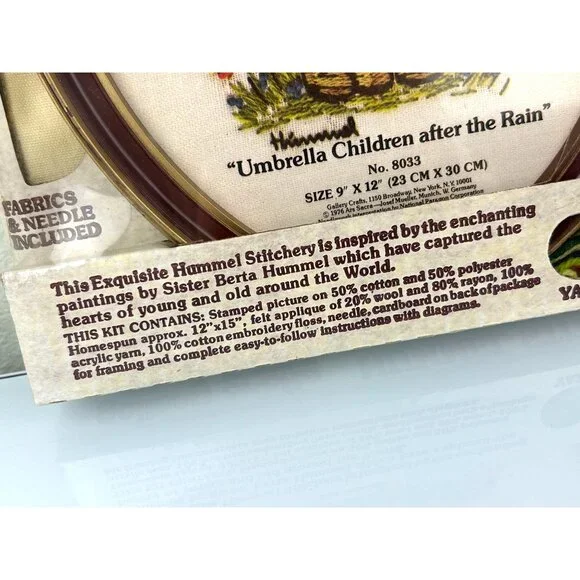 Hummel
"Umbrella Children after the Rain"
No. 8033
SIZE 9" X 12" (23 CM X 30 CM)
Gallery Crafts, 1150 Broadway, New York, N.Y. 10001
© 1976 Ars Sacra—Josef Mueller, Munich, W. Germany
by National Paragon Corporation
FABRICS
& NEEDLE
INCLUDED
This Exquisite Hummel Stitchery is inspired by the enchanting
paintings by Sister Berta Hummel which have captured the
hearts of young and old around the World.
THIS KIT CONTAINS: Stamped picture on 50% cotton and 50% polyester
Homespun approx. 12"x15", felt applique of 20% wool and 80% rayon, 100%
acrylic yarn, 100% cotton embroidery floss, needle, cardboard on back of package
for framing and complete easy-to-follow instructions with diagrams.
YA